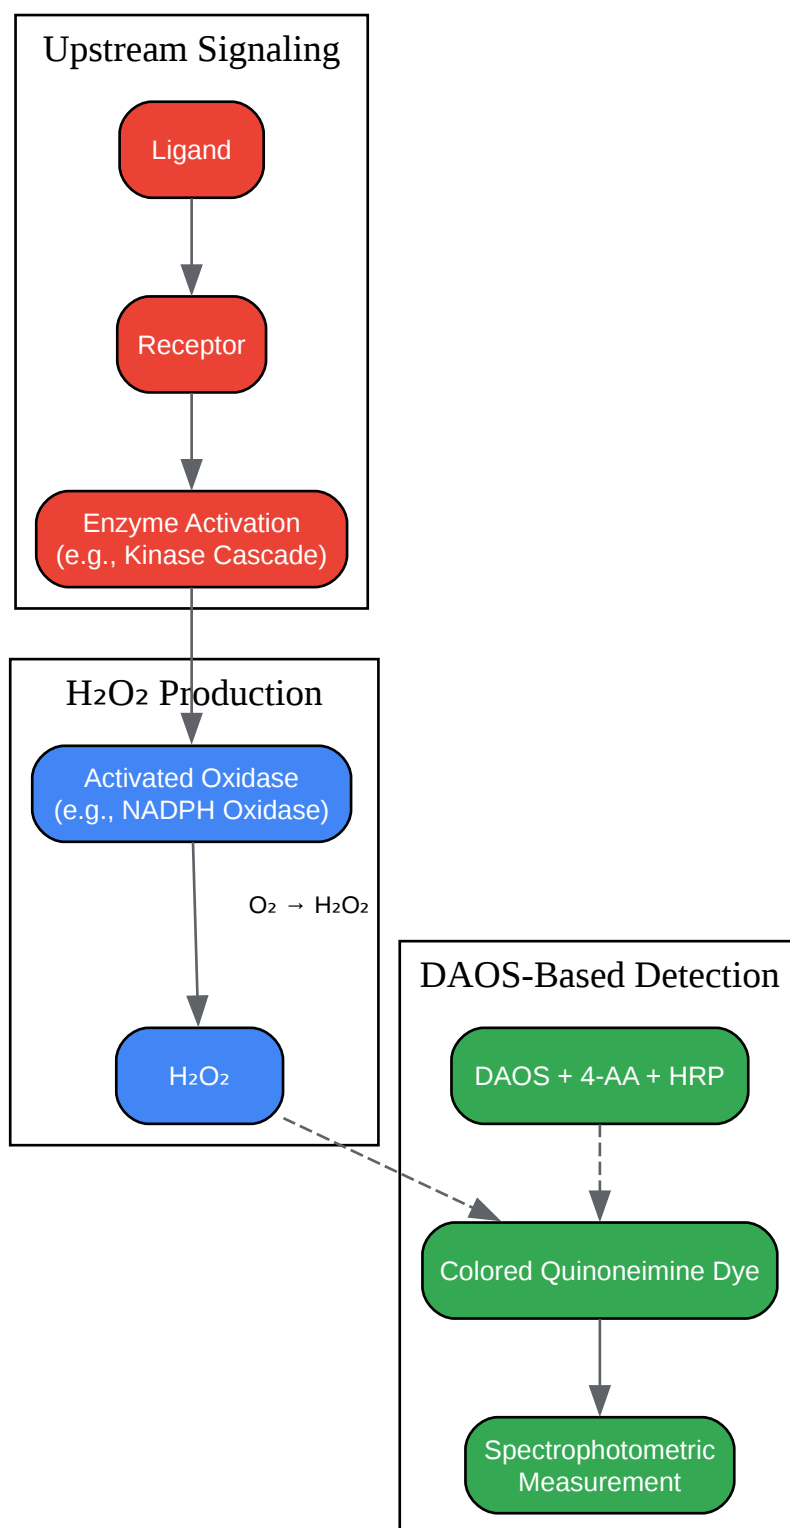 Upstream Signaling
Ligand
Receptor
Enzyme Activation
(e.g., Kinase Cascade)
H₂O₂ Production
Activated Oxidase
(e.g., NADPH Oxidase)
O₂ → H₂O₂
H₂O₂
DAOS-Based Detection
DAOS + 4-AA + HRP
Colored Quinoneimine Dye
Spectrophotometric
Measurement